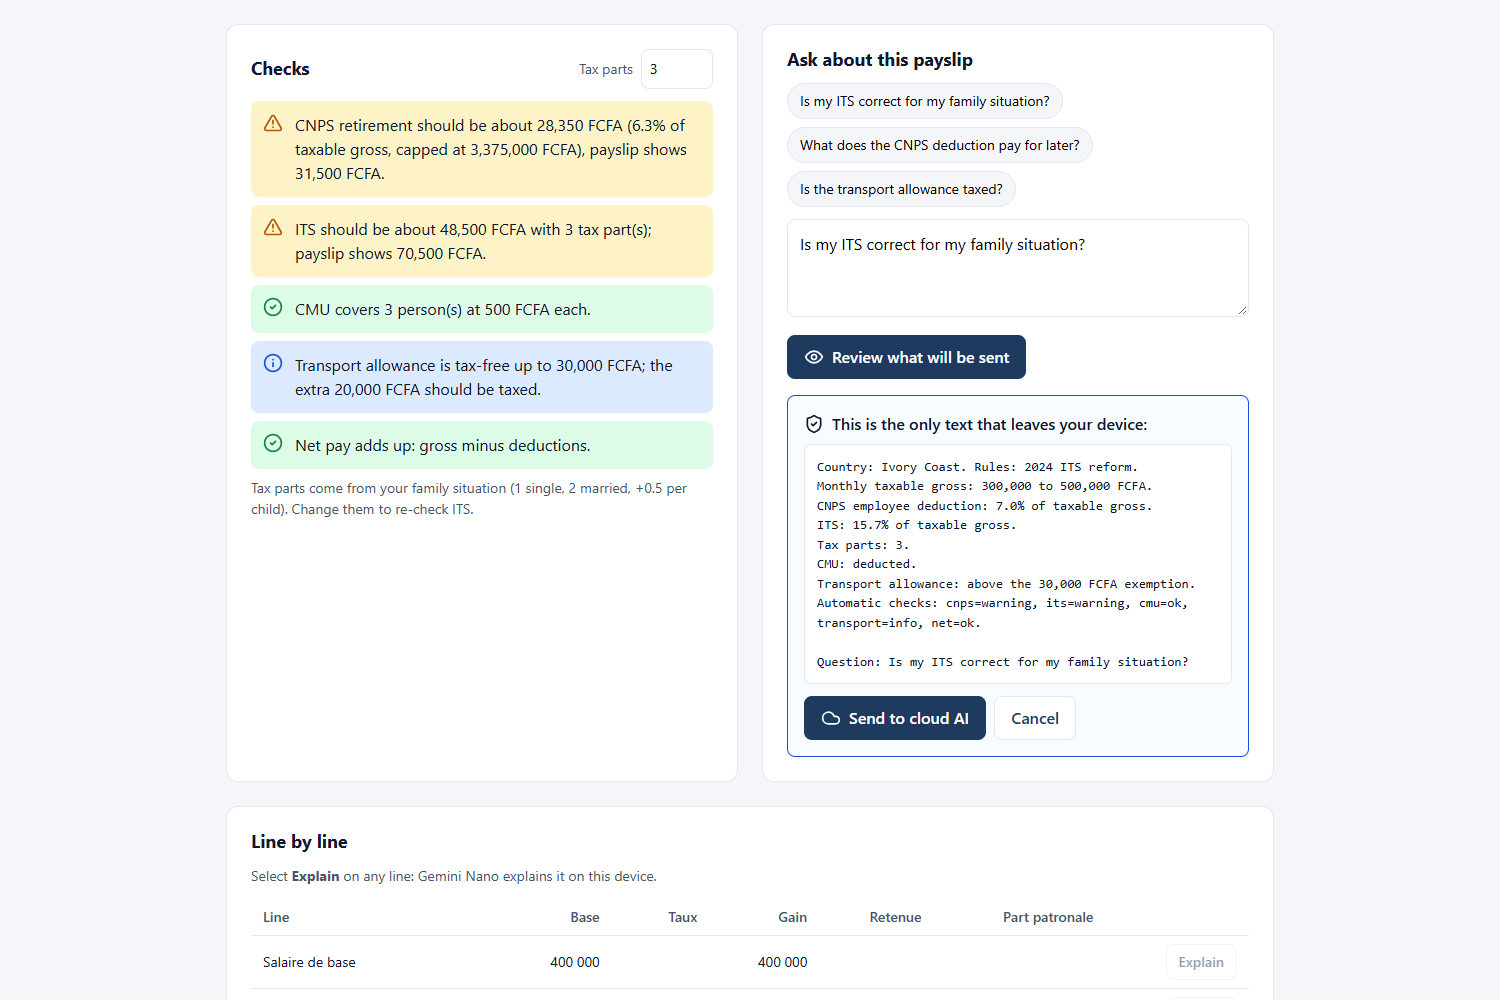 Checks
Tax parts
3
CNPS retirement should be about 28,350 FCFA (6.3% of
taxable gross, capped at 3,375,000 FCFA), payslip shows
31,500 FCFA.
ITS should be about 48,500 FCFA with 3 tax part(s);
payslip shows 70,500 FCFA.
CMU covers 3 person(s) at 500 FCFA each.
Transport allowance is tax-free up to 30,000 FCFA; the
extra 20,000 FCFA should be taxed.
Net pay adds up: gross minus deductions.
Tax parts come from your family situation (1 single, 2 married, +0.5 per
child). Change them to re-check ITS.
Ask about this payslip
Is my ITS correct for my family situation?
What does the CNPS deduction pay for later?
Is the transport allowance taxed?
Is my ITS correct for my family situation?
Review what will be sent
This is the only text that leaves your device:
Country: Ivory Coast. Rules: 2024 ITS reform.
Monthly taxable gross: 300,000 to 500,000 FCFA.
CNPS employee deduction: 7.0% of taxable gross.
ITS: 15.7% of taxable gross.
Tax parts: 3.
CMU: deducted.
Transport allowance: above the 30,000 FCFA exemption.
Automatic checks: cnps=warning, its=warning, cmu=ok,
transport=info, net=ok.
Question: Is my ITS correct for my family situation?
Send to cloud AI
Cancel
Line by line
Select Explain on any line: Gemini Nano explains it on this device.
Line Base Taux Gain Retenue Part patronale
Salaire de base 400 000 400 000 Explain